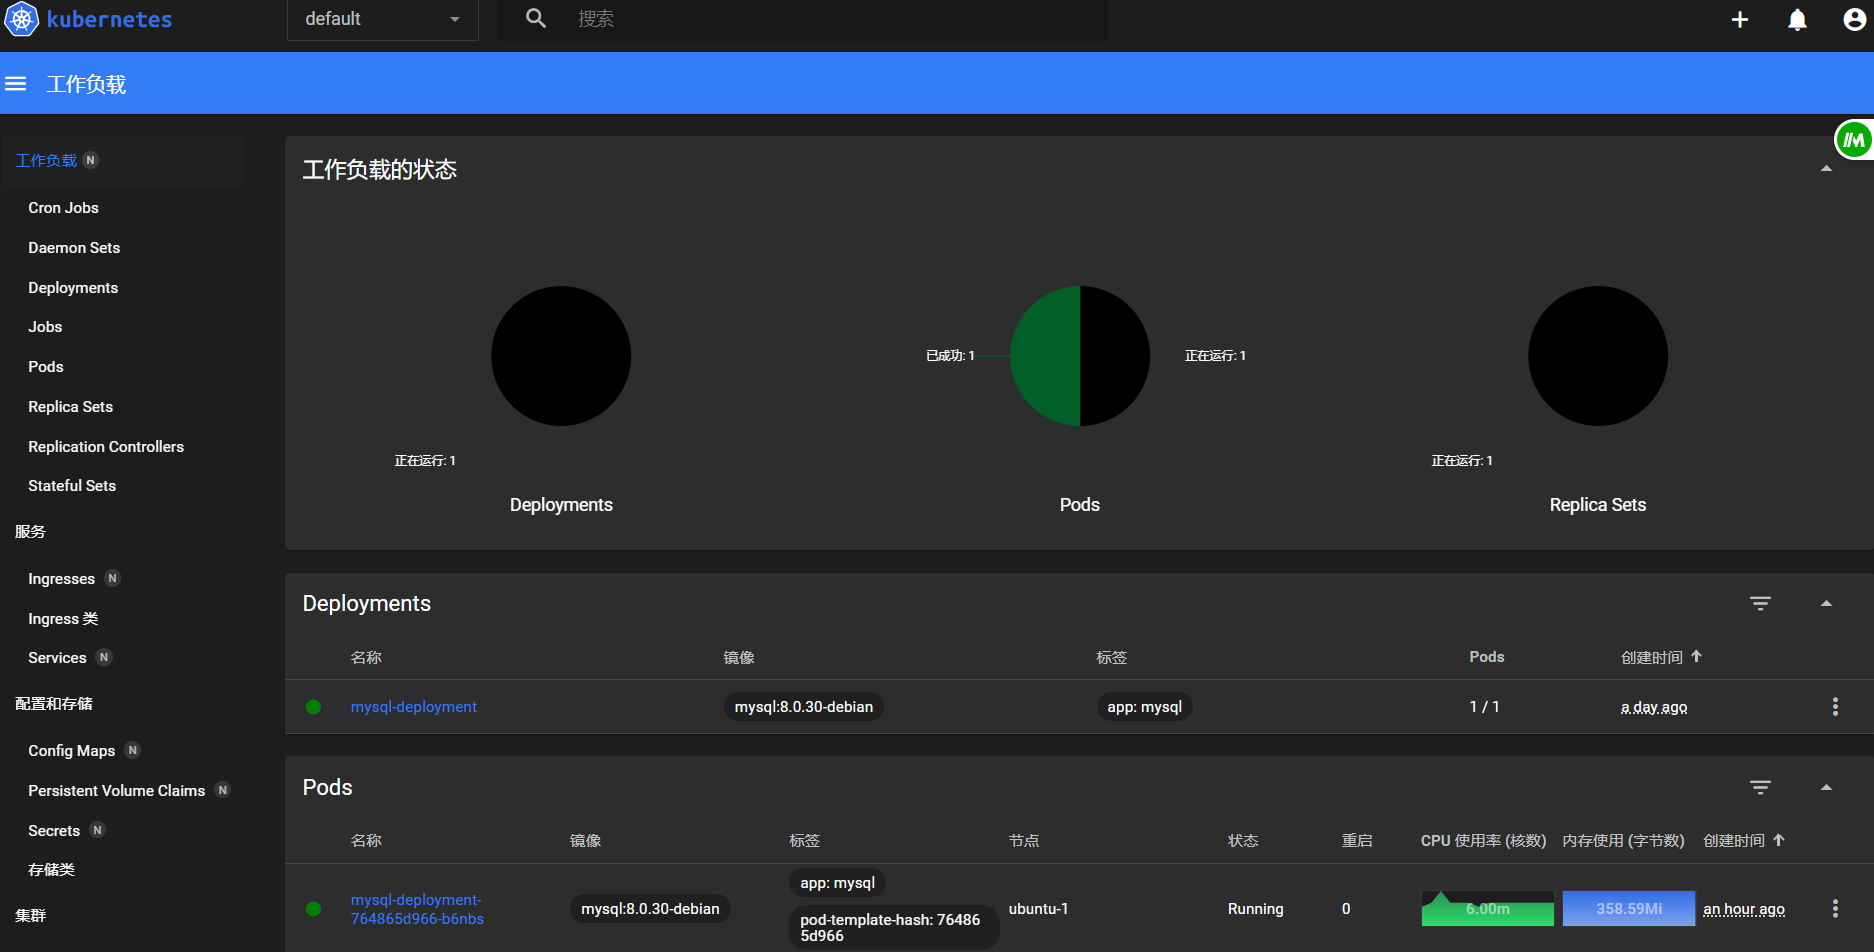 kubernetes
default
搜索
工作负载
工作负载 N
Cron Jobs
Daemon Sets
Deployments
Jobs
Pods
Replica Sets
Replication Controllers
Stateful Sets
服务
Ingresses N
Ingress 类
Services N
配置和存储
Config Maps N
Persistent Volume Claims N
Secrets N
存储类
集群
工作负载的状态
正在运行: 1
Deployments
已成功: 1
正在运行: 1
Pods
正在运行: 1
Replica Sets
Deployments
名称 镜像 标签 Pods 创建时间
mysql-deployment mysql:8.0.30-debian app: mysql 1 / 1 a day ago
Pods
名称 镜像 标签 节点 状态 重启 CPU 使用率 (核数) 内存使用 (字节数) 创建时间
mysql-deployment-
764865d966-b6nbs
mysql:8.0.30-debian
app: mysql
pod-template-hash: 76486
5d966
ubuntu-1
Running
0
6.00m
358.59Mi
an hour ago